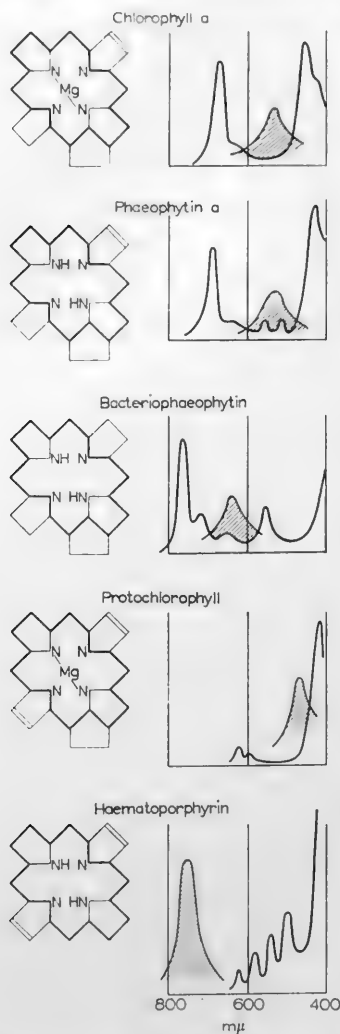 Chlorophyll a
N N
Mg
N N
Phaeophytin a
NH N
N HN
Bacteriophaeophytin
NH N
N HN
Protochlorophyll
N N
Mg
N N
Haematoporphyrin
NH N
N HN
800 600 400
mμ